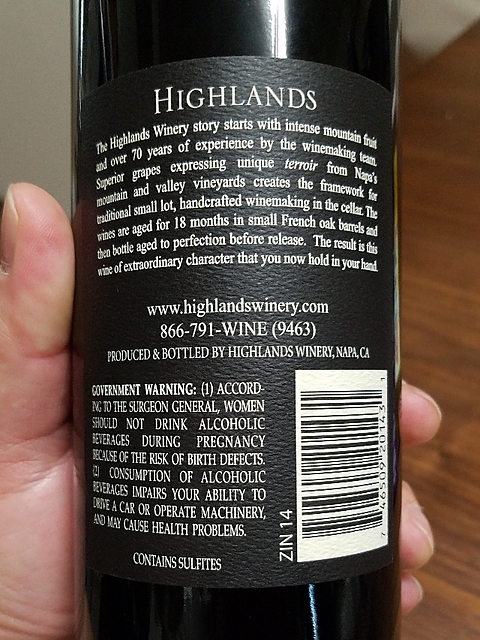 HIGHLANDS
The Highlands Winery story starts with intense mountain fruit
and over 70 years of experience by the winemaking team.
Superior grapes expressing unique terroir from Napa's
mountain and valley vineyards creates the framework for
traditional small lot, handcrafted winemaking in the cellar. The
wines are aged for 18 months in small French oak barrels and
then bottle aged to perfection before release. The result is this
wine of extraordinary character that you now hold in your hand.
www.highlandswinery.com
866-791-WINE (9463)
PRODUCED & BOTTLED BY HIGHLANDS WINERY, NAPA, CA
GOVERNMENT WARNING: (1) ACCORD-
ING TO THE SURGEON GENERAL, WOMEN
SHOULD NOT DRINK ALCOHOLIC
BEVERAGES DURING PREGNANCY
BECAUSE OF THE RISK OF BIRTH DEFECTS.
(2) CONSUMPTION OF ALCOHOLIC
BEVERAGES IMPAIRS YOUR ABILITY TO
DRIVE A CAR OR OPERATE MACHINERY,
AND MAY CAUSE HEALTH PROBLEMS.
CONTAINS SULFITES
ZIN 14
7 46509 20143 1